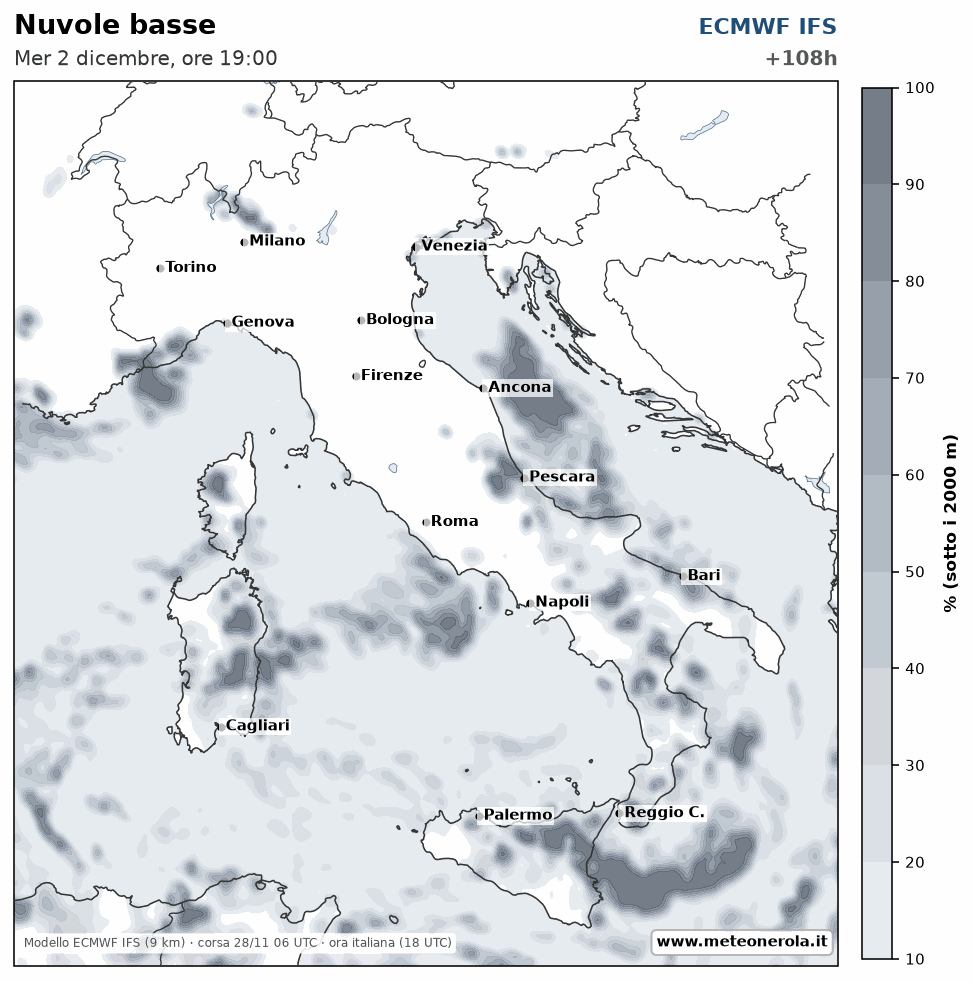 Nuvole basse
ECMWF IFS
Mer 2 dicembre, ore 19:00
+108h
Milano
Venezia
Torino
Genova
Bologna
Firenze
Ancona
Pescara
Roma
Bari
Napoli
Cagliari
Palermo
Reggio C.
Modello ECMWF IFS (9 km) · corsa 28/11 06 UTC · ora italiana (18 UTC)
www.meteonerola.it
100
90
80
70
60
50
40
30
20
10
% (sotto i 2000 m)